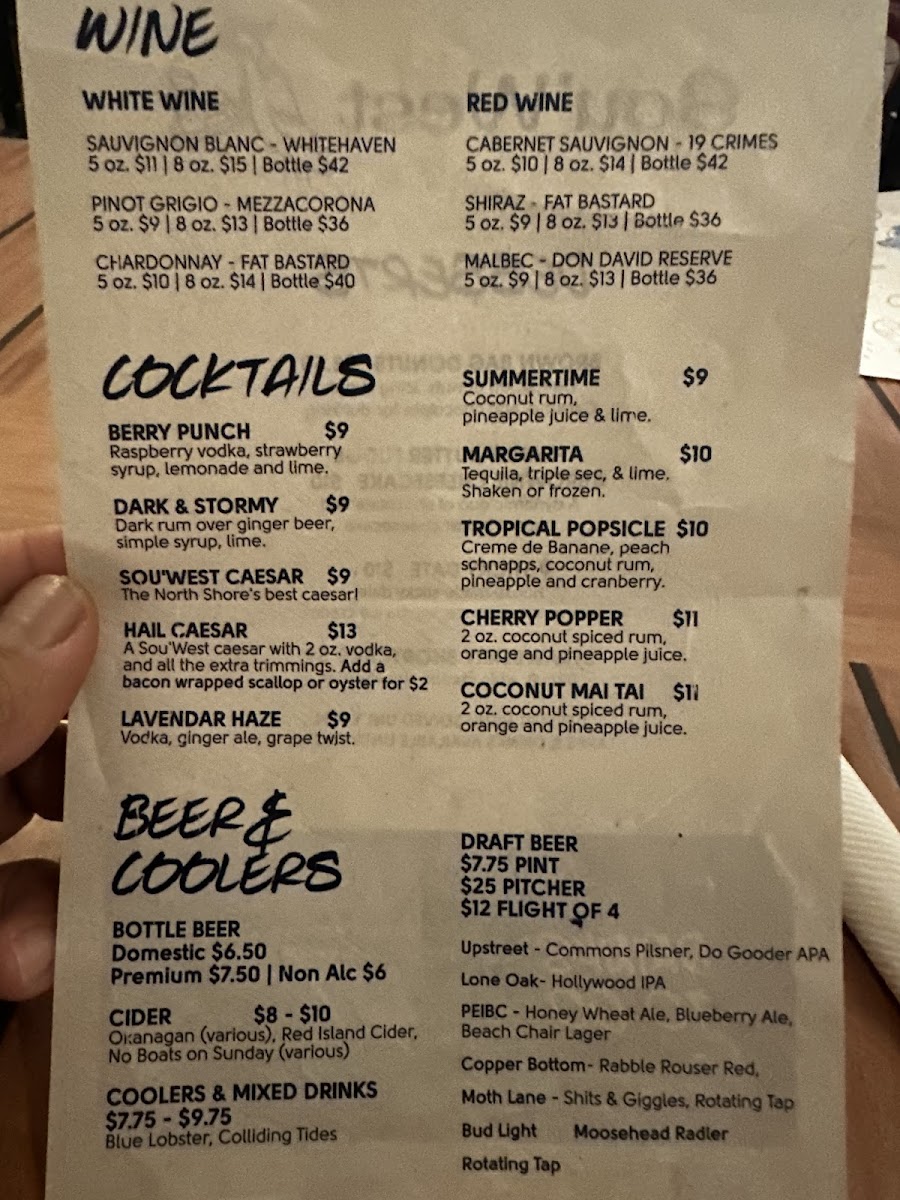 WINE
WHITE WINE
SAUVIGNON BLANC - WHITEHAVEN
5 oz. $11 | 8 oz. $15 | Bottle $42
PINOT GRIGIO - MEZZACORONA
5 oz. $9 | 8 oz. $13 | Bottle $36
CHARDONNAY - FAT BASTARD
5 oz. $10 | 8 oz. $14 | Bottle $40
RED WINE
CABERNET SAUVIGNON - 19 CRIMES
5 oz. $10 | 8 oz. $14 | Bottle $42
SHIRAZ - FAT BASTARD
5 oz. $9 | 8 oz. $13 | Bottle $36
MALBEC - DON DAVID RESERVE
5 oz. $9 | 8 oz. $13 | Bottle $36
COCKTAILS
BERRY PUNCH $9
Raspberry vodka, strawberry
syrup, lemonade and lime.
DARK & STORMY $9
Dark rum over ginger beer,
simple syrup, lime.
SOU'WEST CAESAR $9
The North Shore's best caesar!
HAIL CAESAR $13
A Sou'West caesar with 2 oz. vodka,
and all the extra trimmings. Add a
bacon wrapped scallop or oyster for $2
LAVENDAR HAZE $9
Vodka, ginger ale, grape twist.
SUMMERTIME $9
Coconut rum,
pineapple juice & lime.
MARGARITA $10
Tequila, triple sec, & lime.
Shaken or frozen.
TROPICAL POPSICLE $10
Creme de Banane, peach
schnapps, coconut rum,
pineapple and cranberry.
CHERRY POPPER $11
2 oz. coconut spiced rum,
orange and pineapple juice.
COCONUT MAI TAI $11
2 oz. coconut spiced rum,
orange and pineapple juice.
BEER &
COOLERS
BOTTLE BEER
Domestic $6.50
Premium $7.50 | Non Alc $6
CIDER $8 - $10
Okanagan (various), Red Island Cider,
No Boats on Sunday (various)
COOLERS & MIXED DRINKS
$7.75 - $9.75
Blue Lobster, Colliding Tides
DRAFT BEER
$7.75 PINT
$25 PITCHER
$12 FLIGHT OF 4
Upstreet - Commons Pilsner, Do Gooder APA
Lone Oak- Hollywood IPA
PEIBC - Honey Wheat Ale, Blueberry Ale,
Beach Chair Lager
Copper Bottom- Rabble Rouser Red,
Moth Lane - Shits & Giggles, Rotating Tap
Bud Light Moosehead Radler
Rotating Tap